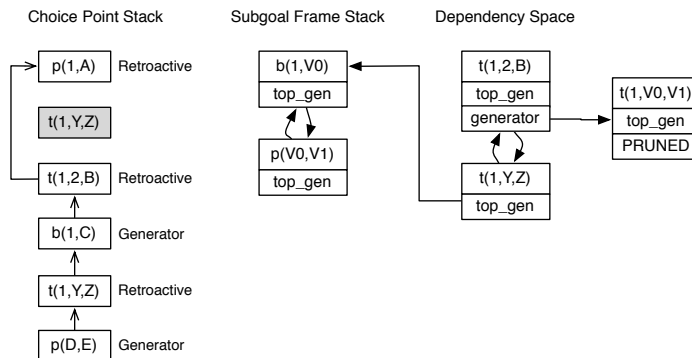 Choice Point Stack
Subgoal Frame Stack
Dependency Space
p(1,A)
Retroactive
t(1,Y,Z)
t(1,2,B)
Retroactive
b(1,C)
Generator
t(1,Y,Z)
Retroactive
p(D,E)
Generator
b(1,V0)
top_gen
p(V0,V1)
top_gen
t(1,2,B)
top_gen
generator
t(1,Y,Z)
top_gen
t(1,V0,V1)
top_gen
PRUNED